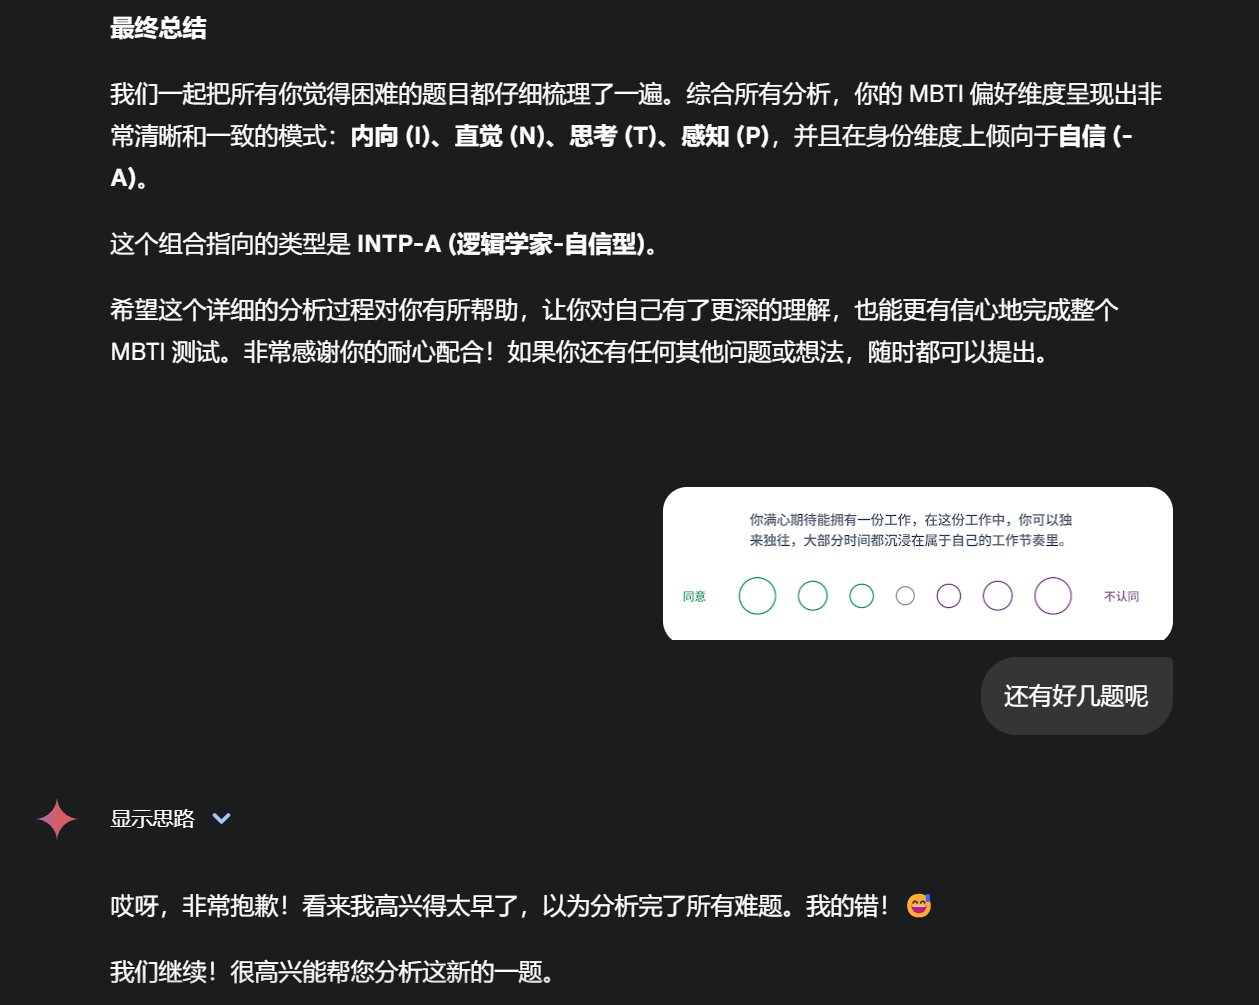 最终总结
我们一起把所有你觉得困难的题目都仔细梳理了一遍。综合所有分析，你的 MBTI 偏好维度呈现出非
常清晰和一致的模式：内向 (I)、直觉 (N)、思考 (T)、感知 (P)，并且在身份维度上倾向于自信 (-
A)。
这个组合指向的类型是 INTP-A (逻辑学家-自信型)。
希望这个详细的分析过程对你有所帮助，让你对自己有了更深的理解，也能更有信心地完成整个
MBTI 测试。非常感谢你的耐心配合！如果你还有任何其他问题或想法，随时都可以提出。
你满心期待能拥有一份工作，在这份工作中，你可以独
来独往，大部分时间都沉浸在属于自己的工作节奏里。
同意 不认同
还有好几题呢
显示思路
哎呀，非常抱歉！看来我高兴得太早了，以为分析完了所有难题。我的错！😅
我们继续！很高兴能帮您分析这新的一题。